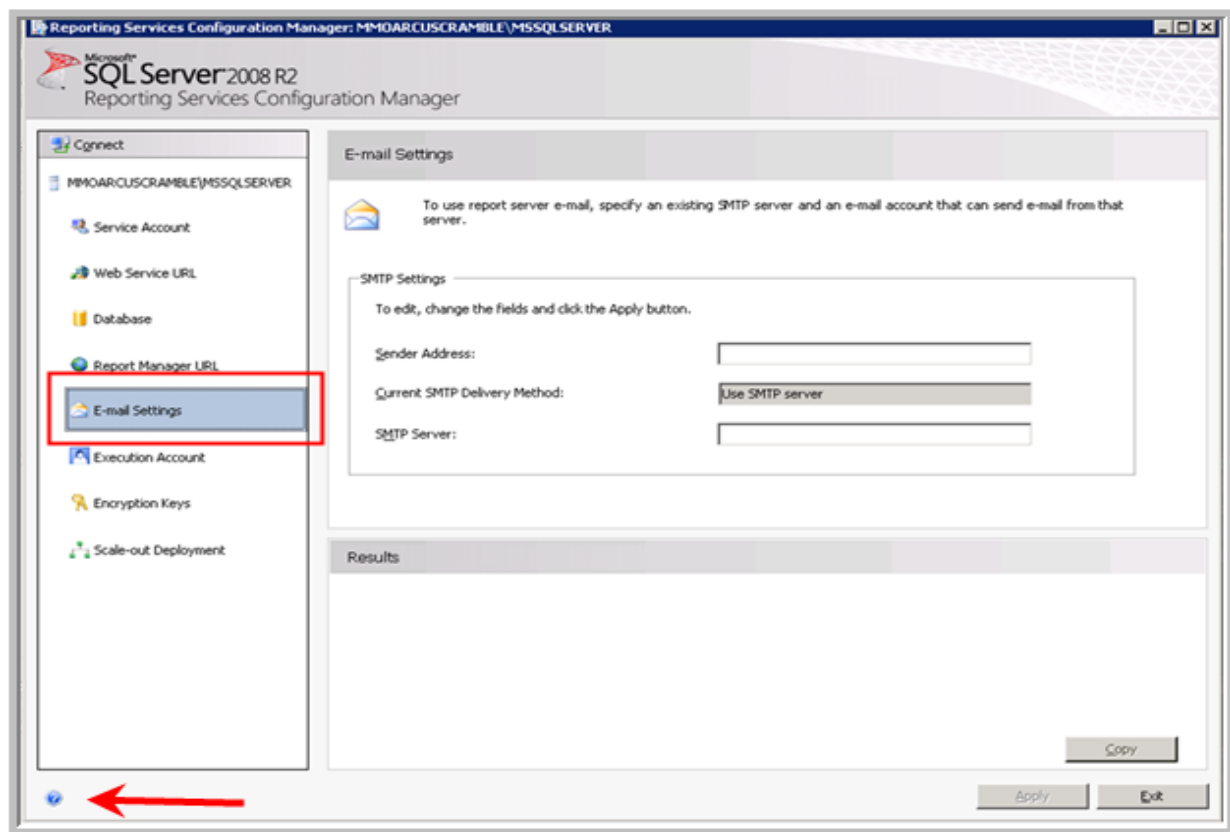 Reporting Services Configuration Manager: MMOARCUSCRAMBLE\MSSQLSERVER
Microsoft®
SQL Server 2008 R2
Reporting Services Configuration Manager
Connect
MMOARCUSCRAMBLE\MSSQLSERVER
Service Account
Web Service URL
Database
Report Manager URL
E-mail Settings
Execution Account
Encryption Keys
Scale-out Deployment
E-mail Settings
To use report server e-mail, specify an existing SMTP server and an e-mail account that can send e-mail from that
server.
SMTP Settings
To edit, change the fields and click the Apply button.
Sender Address:
Current SMTP Delivery Method:
Use SMTP server
SMTP Server:
Results
Copy
Apply
Exit